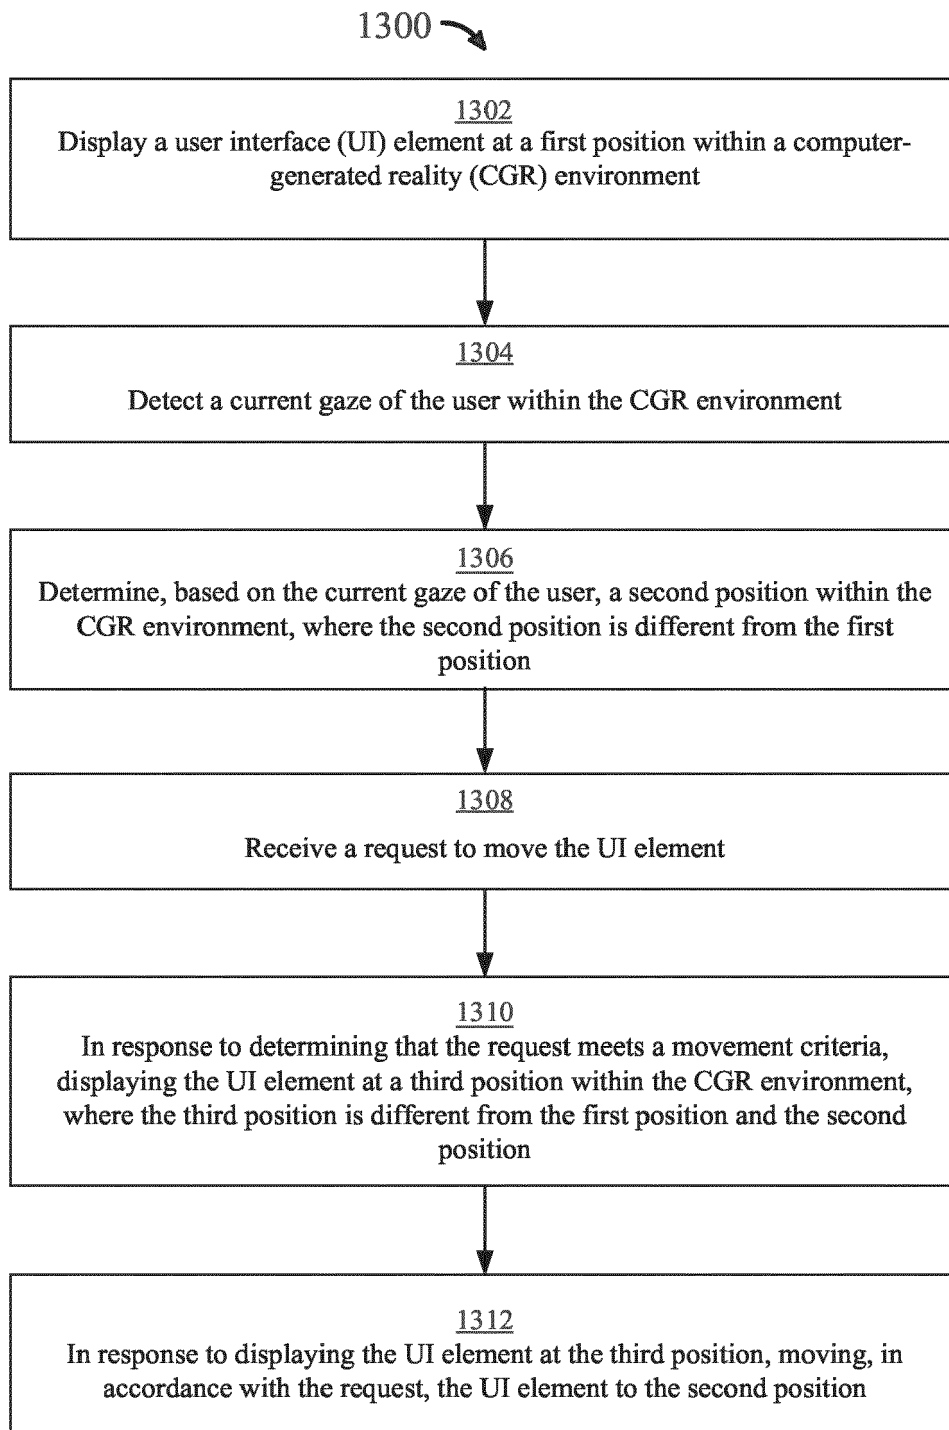 1300
1302
Display a user interface (UI) element at a first position within a computer-
generated reality (CGR) environment
1304
Detect a current gaze of the user within the CGR environment
1306
Determine, based on the current gaze of the user, a second position within the
CGR environment, where the second position is different from the first
position
1308
Receive a request to move the UI element
1310
In response to determining that the request meets a movement criteria,
displaying the UI element at a third position within the CGR environment,
where the third position is different from the first position and the second
position
1312
In response to displaying the UI element at the third position, moving, in
accordance with the request, the UI element to the second position